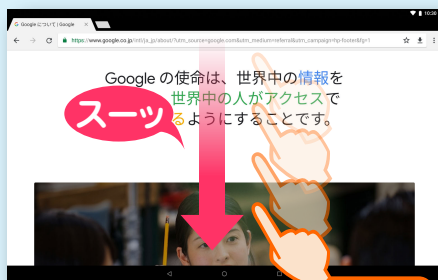 10:30
G Google について | Google ×
https://www.google.co.jp/intl/ja_jp/about/?utm_source=google.com&utm_medium=referral&utm_campaign=hp-footer&fg=1
Google の使命は、世界中の情報を
世界中の人がアクセスで
るようにすることです。
スーッ